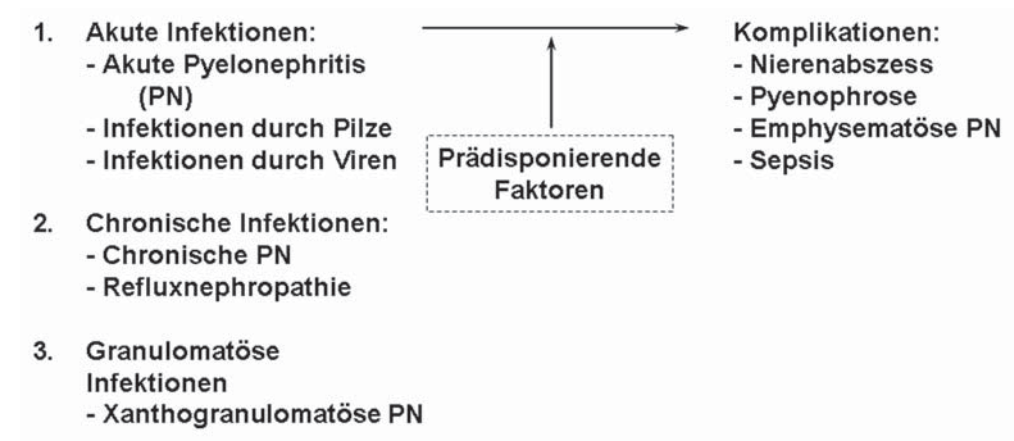 1. Akute Infektionen:
- Akute Pyelonephritis
(PN)
- Infektionen durch Pilze
- Infektionen durch Viren
Prädisponierende
Faktoren
Komplikationen:
- Nierenabszess
- Pyenophrose
- Emphysematöse PN
- Sepsis
2. Chronische Infektionen:
- Chronische PN
- Refluxnephropathie
3. Granulomatöse
Infektionen
- Xanthogranulomatöse PN